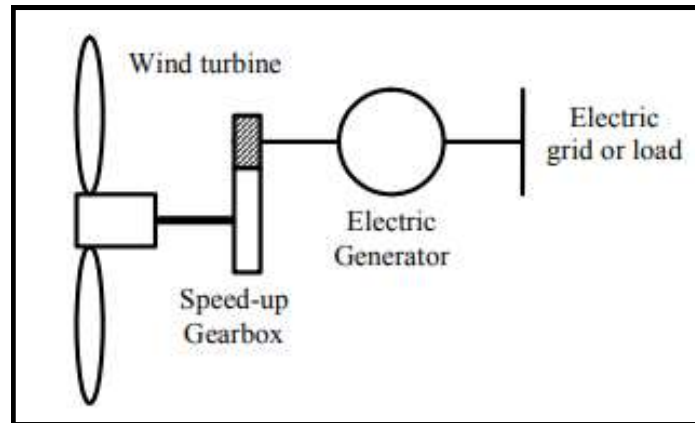 Wind turbine
Electric
grid or load
Electric
Generator
Speed-up
Gearbox